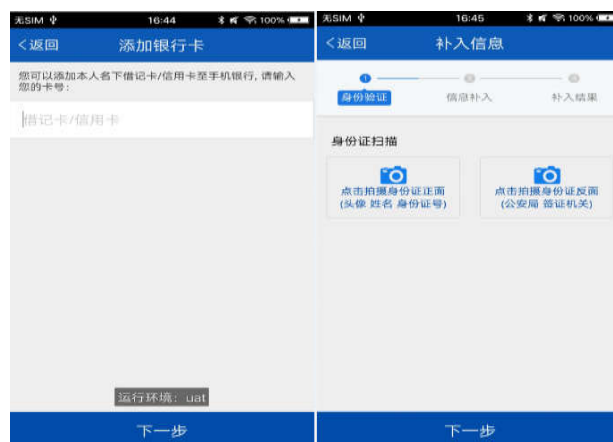 无SIM 16:44 100%
<返回 添加银行卡
您可以添加本人名下借记卡/信用卡至手机银行, 请输入
您的卡号:
借记卡/信用卡
运行环境: uat
下一步
无SIM 16:45 100%
<返回 补入信息
1
身份验证 信息补入 补入结果
身份证扫描
点击拍摄身份证正面
(头像 姓名 身份证号)
点击拍摄身份证反面
(公安局 签证机关)
下一步